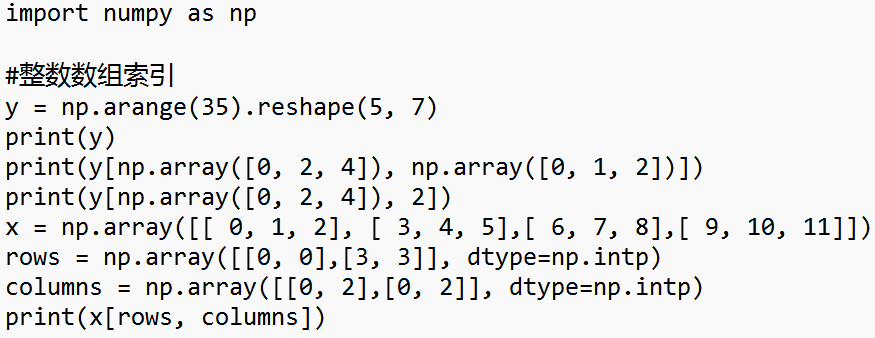 import numpy as np
#整数数组索引
y = np.arange(35).reshape(5, 7)
print(y)
print(y[np.array([0, 2, 4]), np.array([0, 1, 2])])
print(y[np.array([0, 2, 4]), 2])
x = np.array([[ 0, 1, 2], [ 3, 4, 5],[ 6, 7, 8],[ 9, 10, 11]])
rows = np.array([[0, 0],[3, 3]], dtype=np.intp)
columns = np.array([[0, 2],[0, 2]], dtype=np.intp)
print(x[rows, columns])